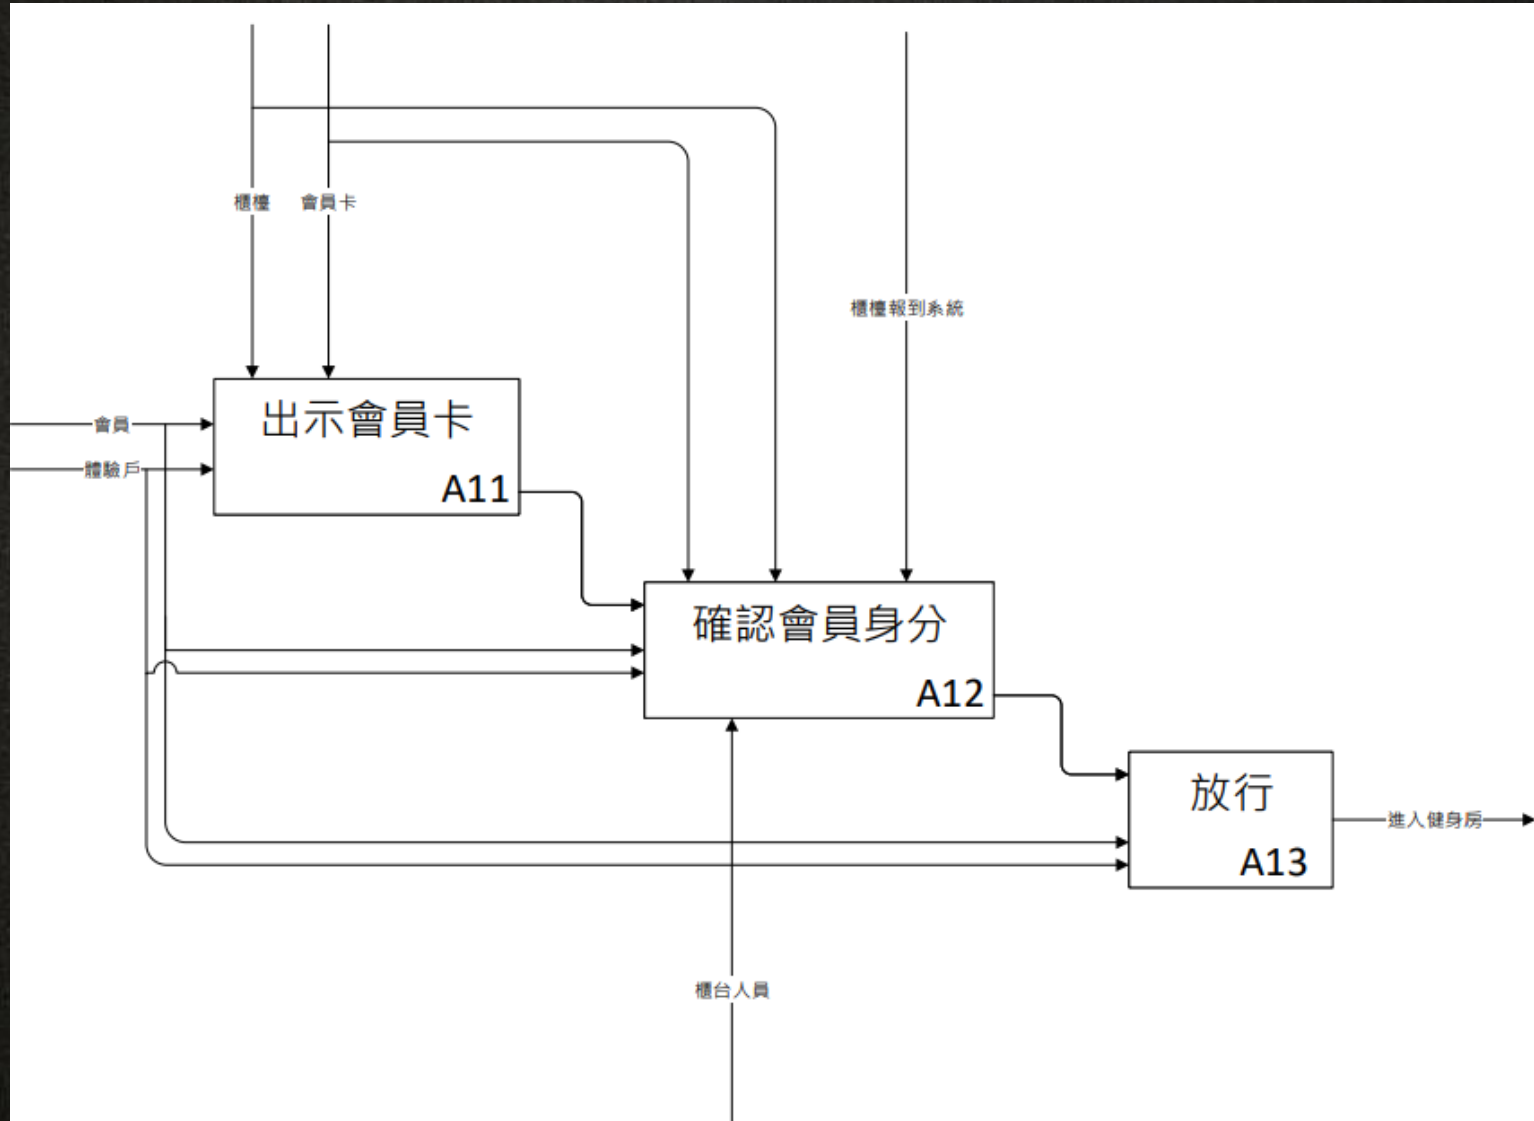 櫃檯
會員卡
櫃檯報到系統
會員
體驗戶
出示會員卡
A11
確認會員身分
A12
放行
A13
進入健身房
櫃台人員